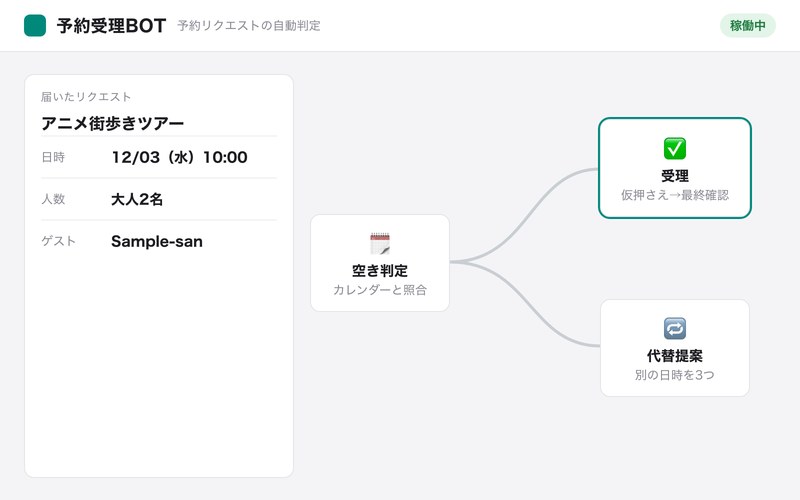 予約受理BOT 予約リクエストの自動判定
稼働中
届いたリクエスト
アニメ街歩きツアー
日時 12/03（水）10:00
人数 大人2名
ゲスト Sample-san
空き判定
カレンダーと照合
受理
仮押さえ→最終確認
代替提案
別の日時を3つ